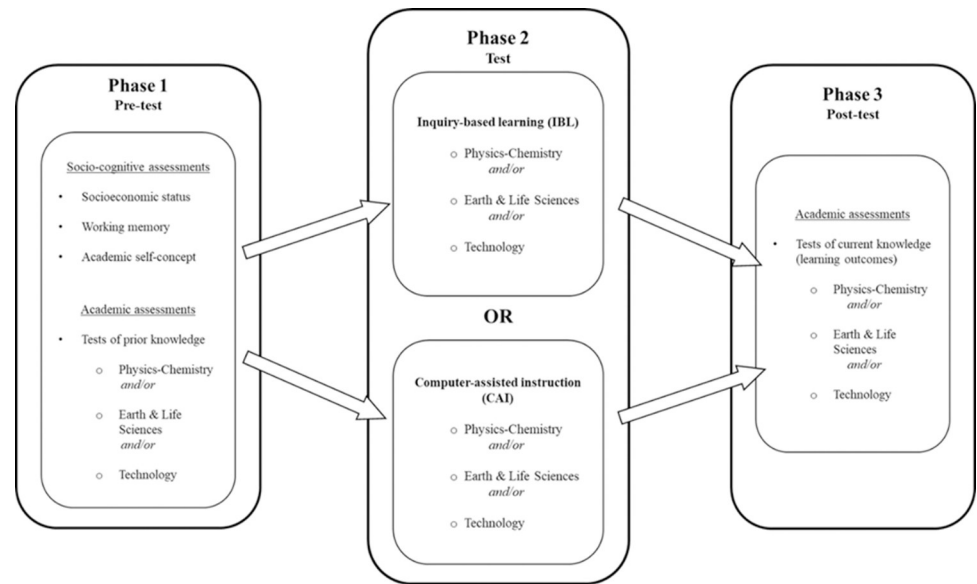 Phase 1
Pre-test
Socio-cognitive assessments
• Socioeconomic status
• Working memory
• Academic self-concept
Academic assessments
• Tests of prior knowledge
o Physics-Chemistry
and/or
o Earth & Life
Sciences
and/or
o Technology
Phase 2
Test
Inquiry-based learning (IBL)
o Physics-Chemistry
and/or
o Earth & Life Sciences
and/or
o Technology
OR
Computer-assisted instruction
(CAI)
o Physics-Chemistry
and/or
o Earth & Life Sciences
and/or
o Technology
Phase 3
Post-test
Academic assessments
• Tests of current knowledge
(learning outcomes)
o Physics-Chemistry
and/or
o Earth & Life
Sciences
and/or
o Technology